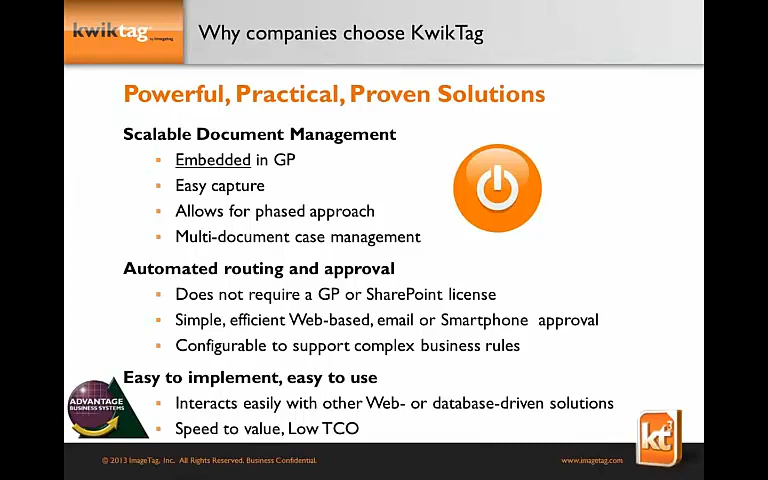 kwiktag
by imagetag
Why companies choose KwikTag
Powerful, Practical, Proven Solutions
Scalable Document Management
Embedded in GP
Easy capture
Allows for phased approach
Multi-document case management
Automated routing and approval
Does not require a GP or SharePoint license
Simple, efficient Web-based, email or Smartphone approval
Configurable to support complex business rules
Easy to implement, easy to use
Interacts easily with other Web- or database-driven solutions
Speed to value, Low TCO
ADVANTAGE
BUSINESS SYSTEMS
kt3
© 2013 ImageTag, Inc. All Rights Reserved. Business Confidential.
www.imagetag.com